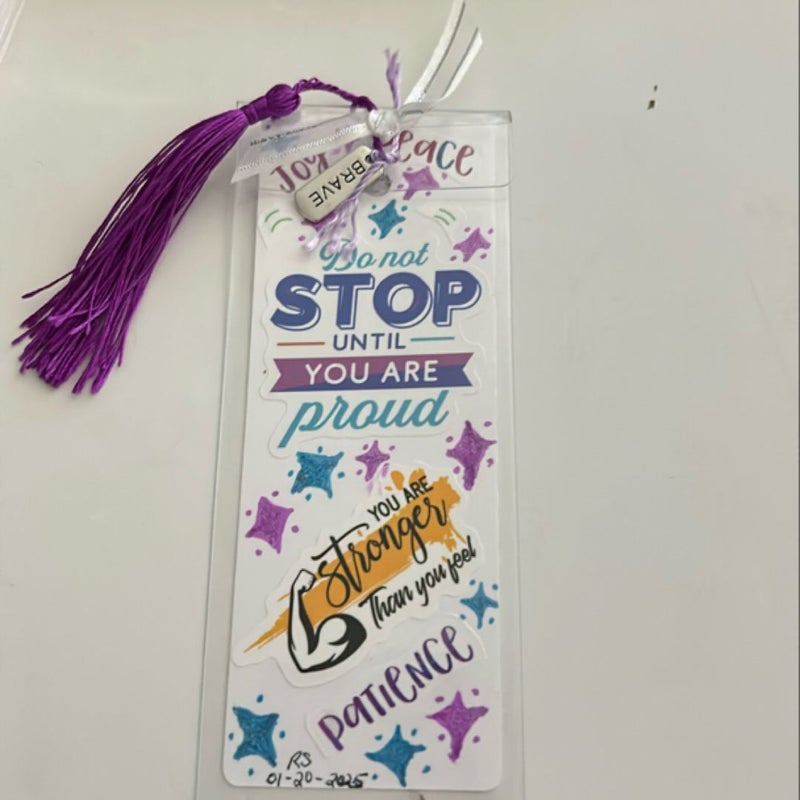 Joy Peace
BRAVE
Do not
STOP
UNTIL
YOU ARE
proud
YOU ARE
Stronger
Than you feel
PATIENCE
RS
01-20-2025